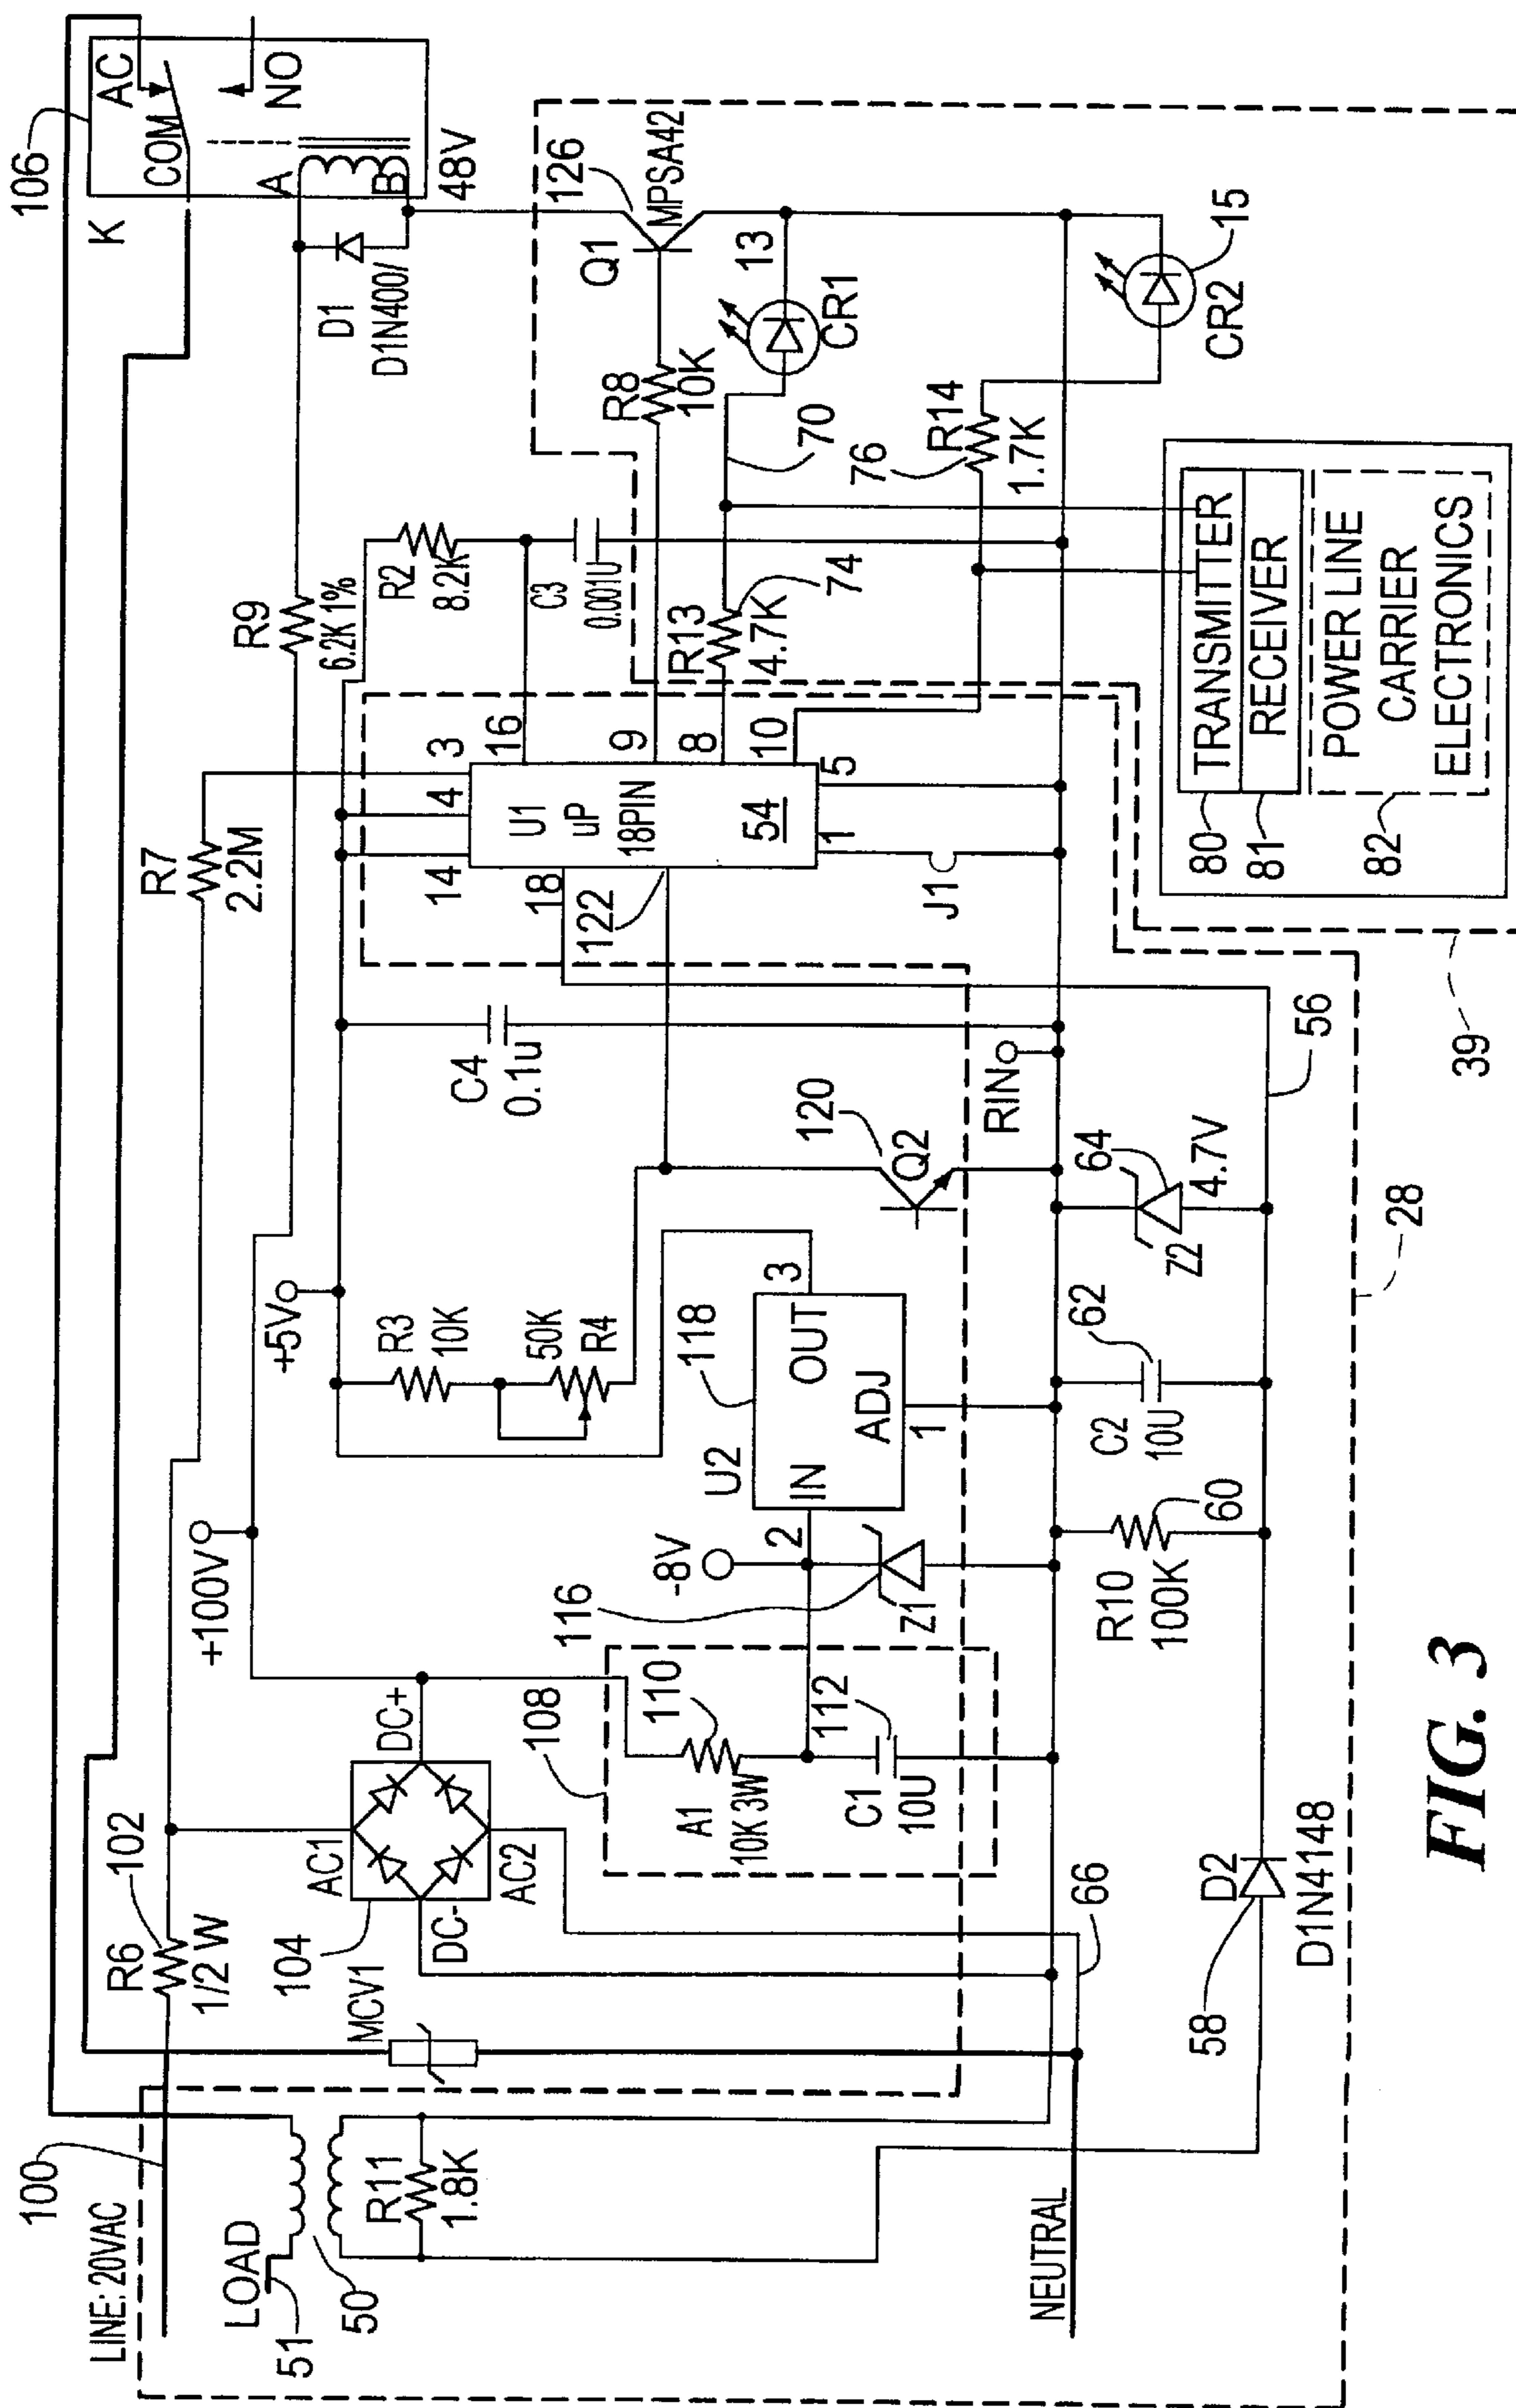 LINE: 20VAC
100
LOAD
51
50
R11
1.8K
NEUTRAL
R6
1/2 W
102
MCV1
104
AC1
AC2
DC+
DC-
66
108
110
A1
10K 3W
112
C1
10U
+100V
-8V
116
Z1
2
U2
118
IN
OUT
ADJ
1
3
+5V
R3
10K
50K
R4
120
Q2
RIN
R10
100K
60
C2
10U
62
64
Z2
4.7V
56
58
D2
D1N4148
28
39
C4
0.1u
R7
2.2M
14
4
3
18
16
122
9
8
10
5
1
U1
uP
18PIN
54
J1
R9
6.2K 1%
R2
8.2K
C3
0.001U
R13
4.7K
74
R8
10K
70
76
R14
1.7K
CR1
13
CR2
15
Q1
MPSA42
126
D1
D1N400/
K
106
COM
AC
NO
A
B
48V
TRANSMITTER
RECEIVER
POWER LINE
CARRIER
ELECTRONICS
80
81
82
FIG. 3